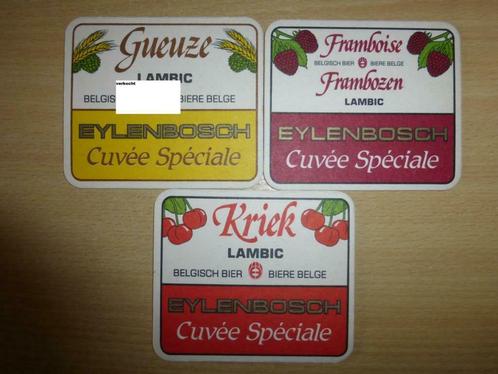 Gueuze
LAMBIC
verkocht
BELGIS BIERE BELGE
EYLENBOSCH
Cuvée Spéciale
Framboise
BELGISCH BIER BIERE BELGE
Frambozen
LAMBIC
EYLENBOSCH
Cuvée Spéciale
Kriek
LAMBIC
BELGISCH BIER BIERE BELGE
EYLENBOSCH
Cuvée Spéciale